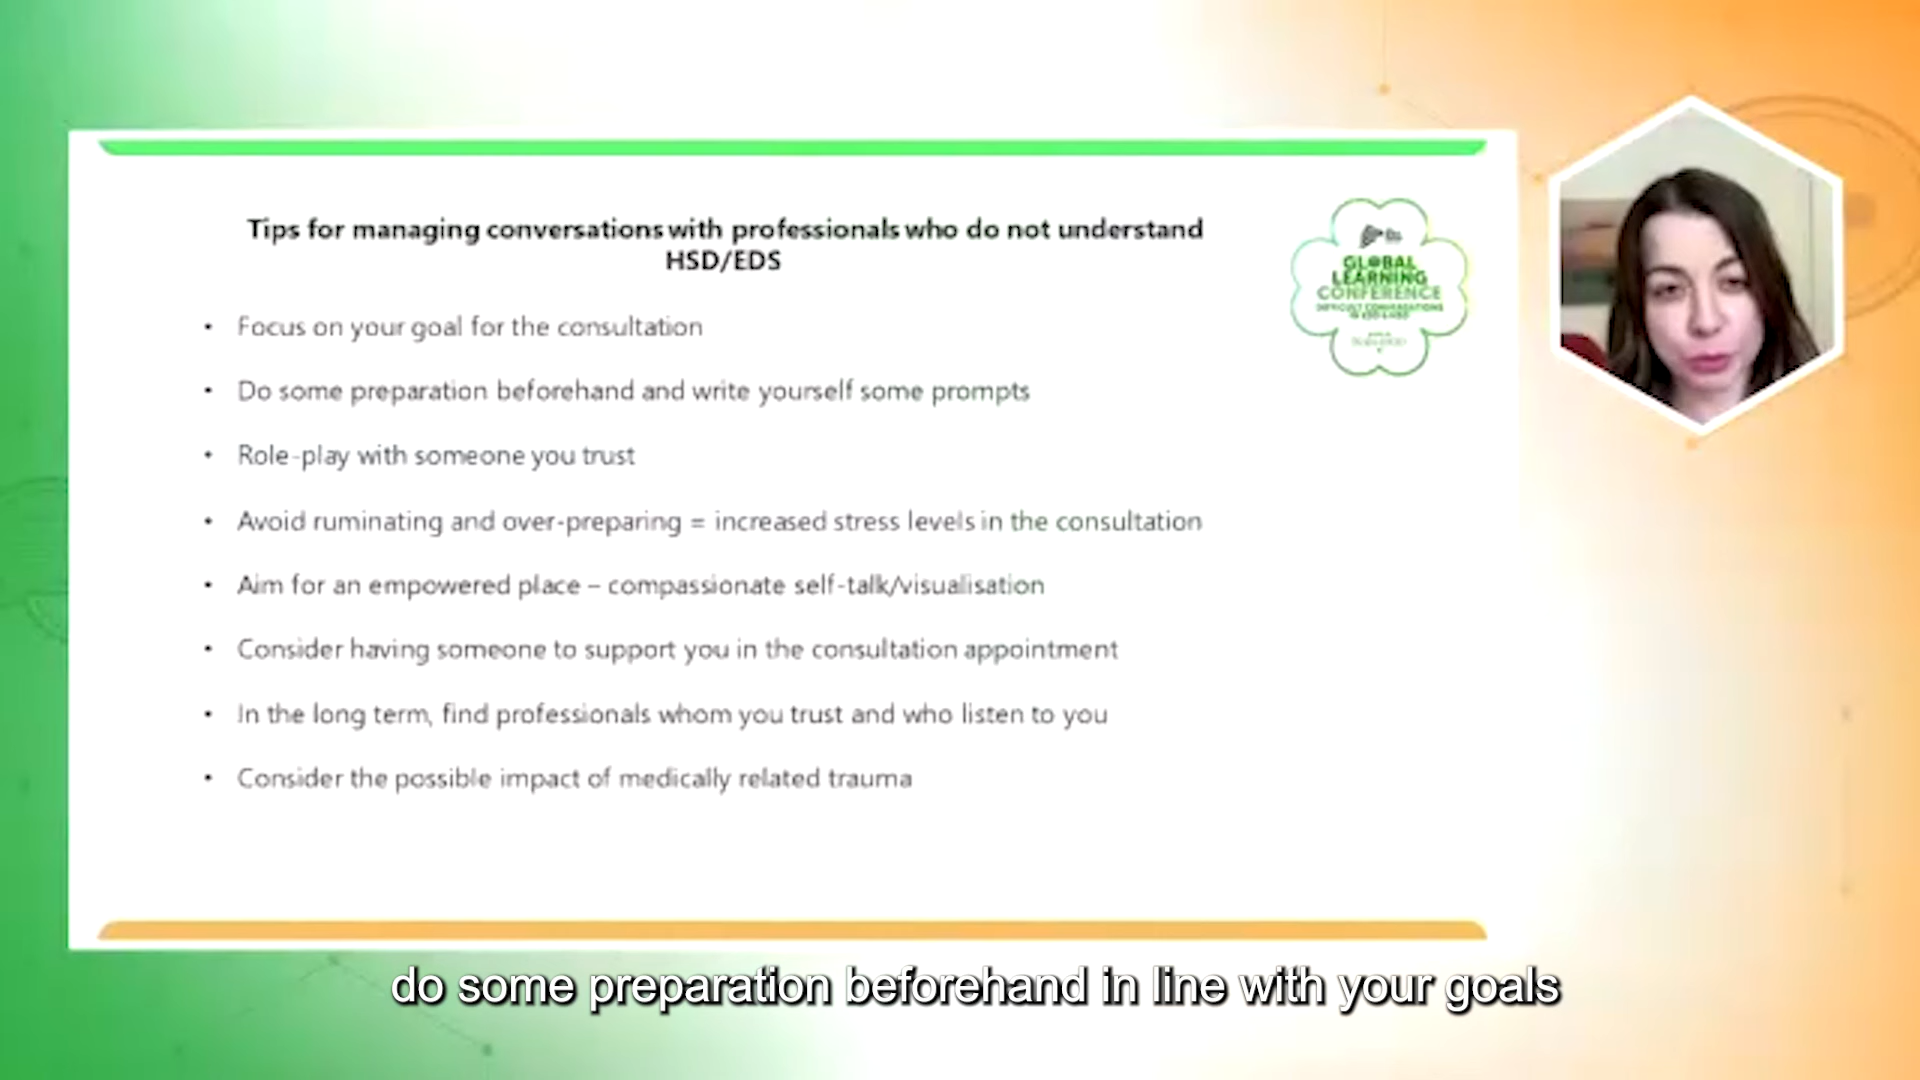 Tips for managing conversations with professionals who do not understand
HSD/EDS
• Focus on your goal for the consultation
• Do some preparation beforehand and write yourself some prompts
• Role-play with someone you trust
• Avoid ruminating and over-preparing = increased stress levels in the consultation
• Aim for an empowered place – compassionate self-talk/visualisation
• Consider having someone to support you in the consultation appointment
• In the long term, find professionals whom you trust and who listen to you
• Consider the possible impact of medically related trauma
GLOBAL
LEARNING
CONFERENCE
do some preparation beforehand in line with your goals